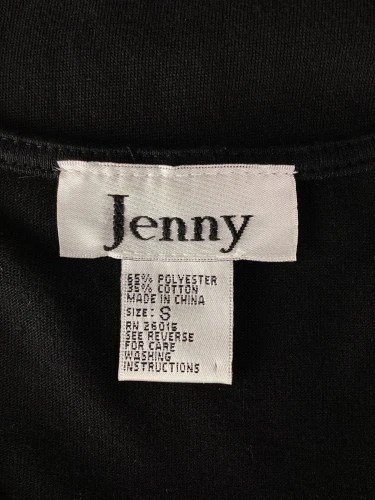 Jenny
65% POLYESTER
35% COTTON
MADE IN CHINA
SIZE: S
RN 26015
SEE REVERSE
FOR CARE
WASHING
INSTRUCTIONS